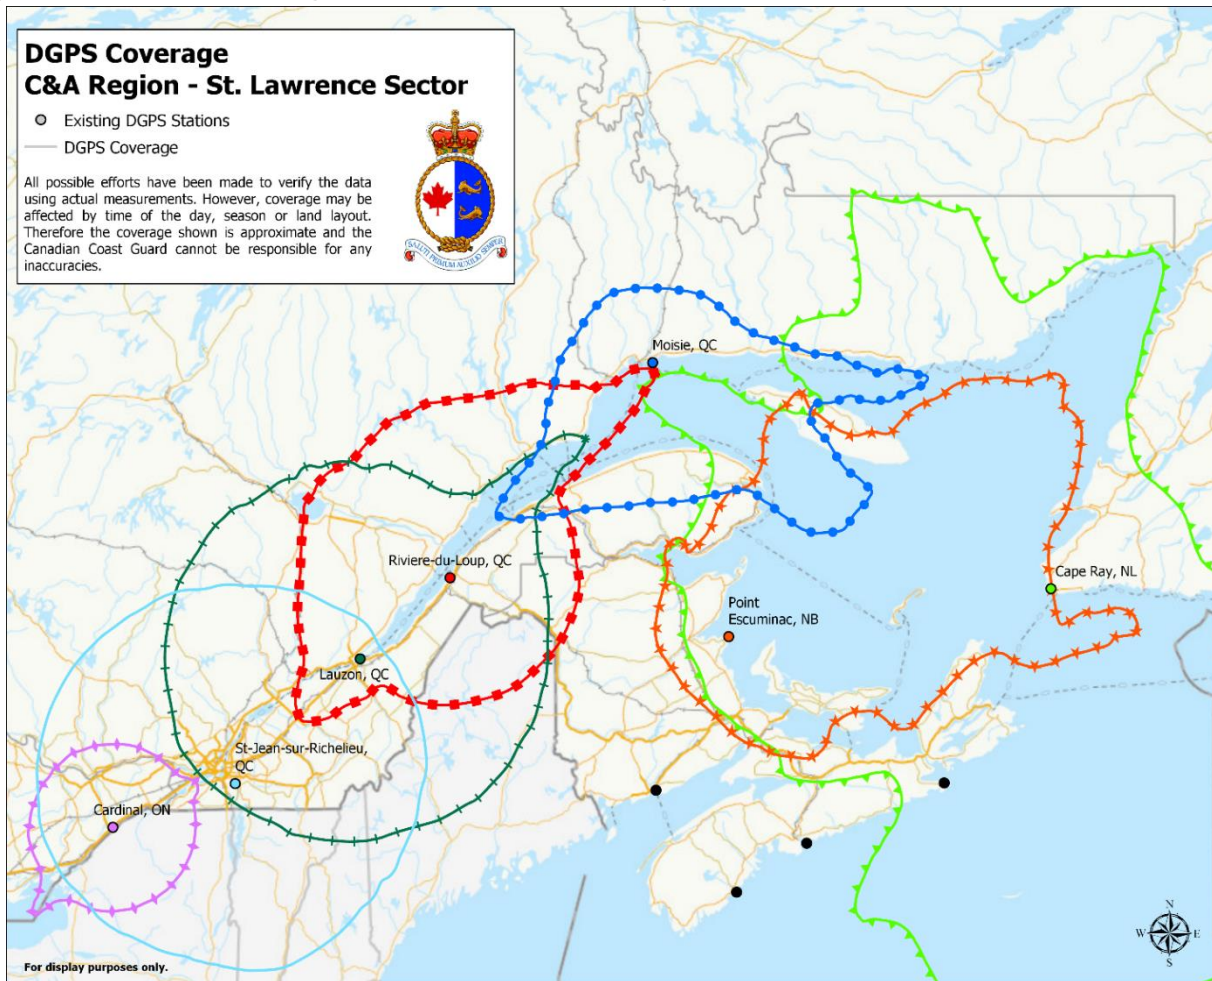 DGPS Coverage
C&A Region - St. Lawrence Sector
Existing DGPS Stations
DGPS Coverage
All possible efforts have been made to verify the data
using actual measurements. However, coverage may be
affected by time of the day, season or land layout.
Therefore the coverage shown is approximate and the
Canadian Coast Guard cannot be responsible for any
inaccuracies.
SALUTI PRIMUM AUXILIO SEMPER
Moisie, QC
Riviere-du-Loup, QC
Cape Ray, NL
Point
Escuminac, NB
Lauzon, QC
St-Jean-sur-Richelieu,
QC
Cardinal, ON
N
W
E
S
For display purposes only.